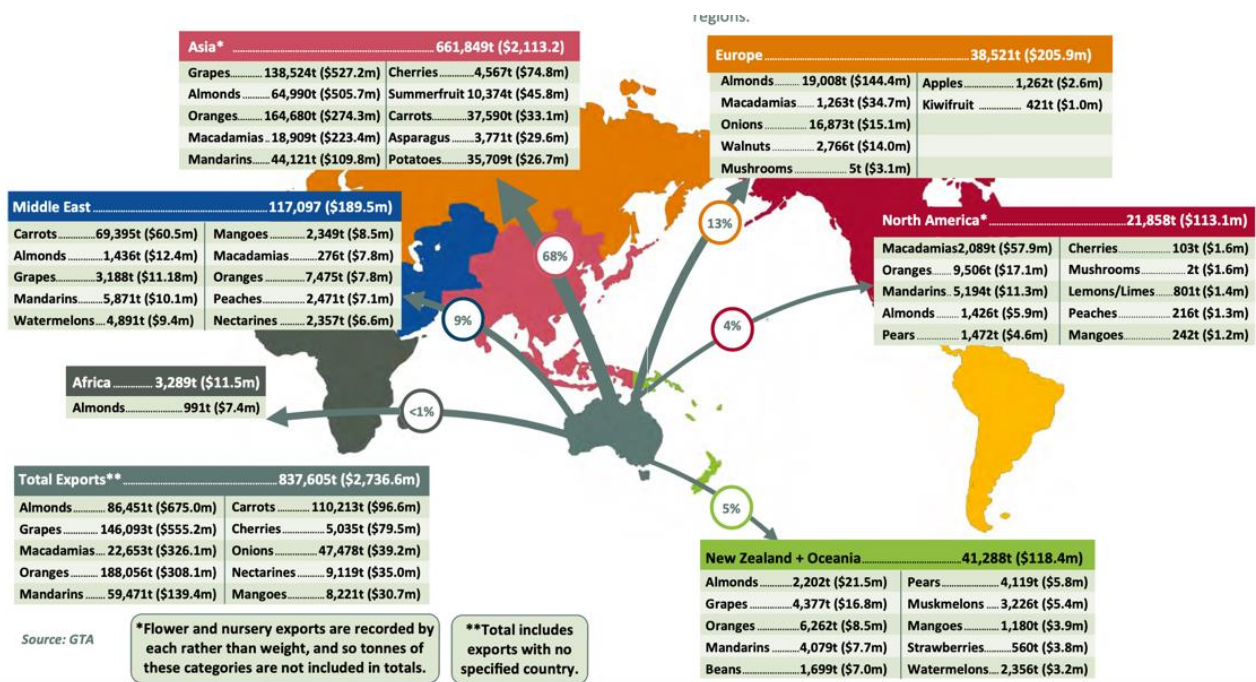 regions.
Asia* 661,849t ($2,113.2)
Grapes 138,524t ($527.2m) Cherries 4,567t ($74.8m)
Almonds 64,990t ($505.7m) Summerfruit 10,374t ($45.8m)
Oranges 164,680t ($274.3m) Carrots 37,590t ($33.1m)
Macadamias 18,909t ($223.4m) Asparagus 3,771t ($29.6m)
Mandarins 44,121t ($109.8m) Potatoes 35,709t ($26.7m)
Europe 38,521t ($205.9m)
Almonds 19,008t ($144.4m) Apples 1,262t ($2.6m)
Macadamias 1,263t ($34.7m) Kiwifruit 421t ($1.0m)
Onions 16,873t ($15.1m)
Walnuts 2,766t ($14.0m)
Mushrooms 5t ($3.1m)
Middle East 117,097 ($189.5m)
Carrots 69,395t ($60.5m) Mangoes 2,349t ($8.5m)
Almonds 1,436t ($12.4m) Macadamias 276t ($7.8m)
Grapes 3,188t ($11.18m) Oranges 7,475t ($7.8m)
Mandarins 5,871t ($10.1m) Peaches 2,471t ($7.1m)
Watermelons 4,891t ($9.4m) Nectarines 2,357t ($6.6m)
North America* 21,858t ($113.1m)
Macadamias2,089t ($57.9m) Cherries 103t ($1.6m)
Oranges 9,506t ($17.1m) Mushrooms 2t ($1.6m)
Mandarins 5,194t ($11.3m) Lemons/Limes 801t ($1.4m)
Almonds 1,426t ($5.9m) Peaches 216t ($1.3m)
Pears 1,472t ($4.6m) Mangoes 242t ($1.2m)
13%
68%
9%
4%
<1%
5%
Africa 3,289t ($11.5m)
Almonds 991t ($7.4m)
Total Exports** 837,605t ($2,736.6m)
Almonds 86,451t ($675.0m) Carrots 110,213t ($96.6m)
Grapes 146,093t ($555.2m) Cherries 5,035t ($79.5m)
Macadamias 22,653t ($326.1m) Onions 47,478t ($39.2m)
Oranges 188,056t ($308.1m) Nectarines 9,119t ($35.0m)
Mandarins 59,471t ($139.4m) Mangoes 8,221t ($30.7m)
New Zealand + Oceania 41,288t ($118.4m)
Almonds 2,202t ($21.5m) Pears 4,119t ($5.8m)
Grapes 4,377t ($16.8m) Muskmelons 3,226t ($5.4m)
Oranges 6,262t ($8.5m) Mangoes 1,180t ($3.9m)
Mandarins 4,079t ($7.7m) Strawberries 560t ($3.8m)
Beans 1,699t ($7.0m) Watermelons 2,356t ($3.2m)
Source: GTA
*Flower and nursery exports are recorded by
each rather than weight, and so tonnes of
these categories are not included in totals.
**Total includes
exports with no
specified country.